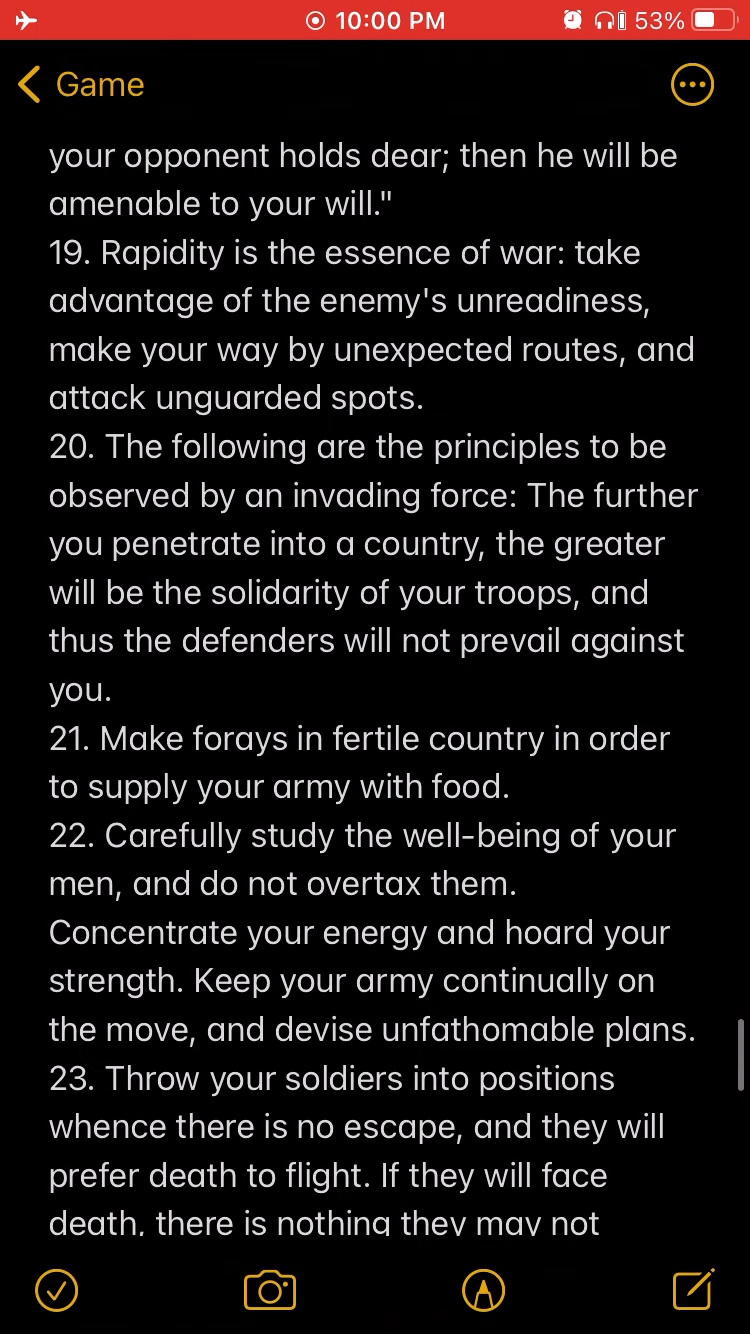 10:00 PM
53%
Game
your opponent holds dear; then he will be
amenable to your will."
19. Rapidity is the essence of war: take
advantage of the enemy's unreadiness,
make your way by unexpected routes, and
attack unguarded spots.
20. The following are the principles to be
observed by an invading force: The further
you penetrate into a country, the greater
will be the solidarity of your troops, and
thus the defenders will not prevail against
you.
21. Make forays in fertile country in order
to supply your army with food.
22. Carefully study the well-being of your
men, and do not overtax them.
Concentrate your energy and hoard your
strength. Keep your army continually on
the move, and devise unfathomable plans.
23. Throw your soldiers into positions
whence there is no escape, and they will
prefer death to flight. If they will face
death, there is nothing they may not